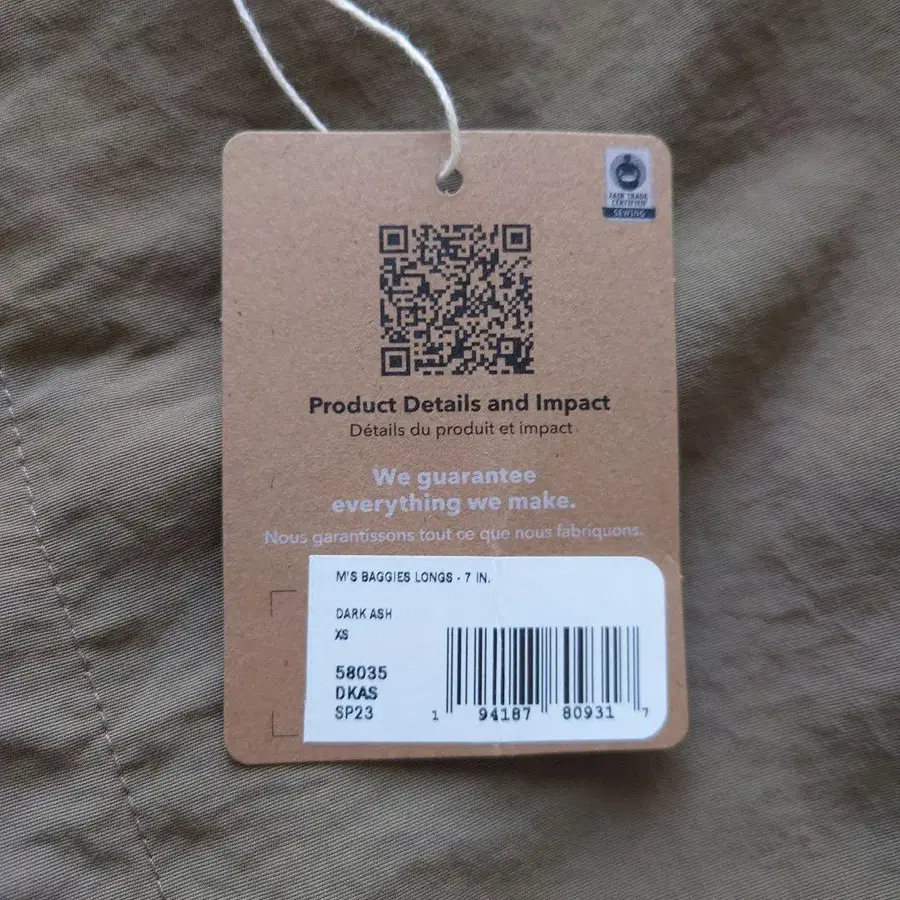 FAIR TRADE
CERTIFIED
SEWING
Product Details and Impact
Détails du produit et impact
We guarantee
everything we make.
Nous garantissons tout ce que nous fabriquons.
M'S BAGGIES LONGS - 7 IN.
DARK ASH
XS
58035
DKAS
SP23
1 94187 80931 7